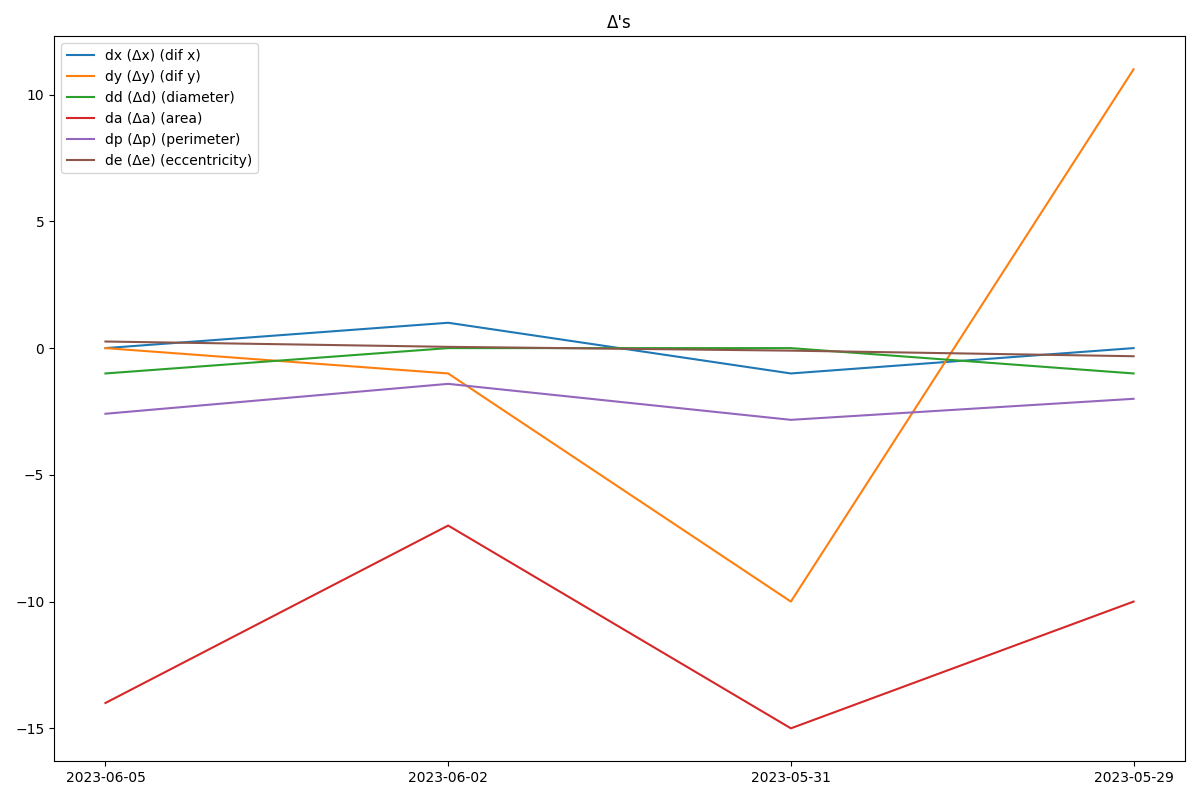 Δ's
dx (Δx) (dif x)
dy (Δy) (dif y)
dd (Δd) (diameter)
da (Δa) (area)
dp (Δp) (perimeter)
de (Δe) (eccentricity)
10
5
0
−5
−10
−15
2023-06-05 2023-06-02 2023-05-31 2023-05-29